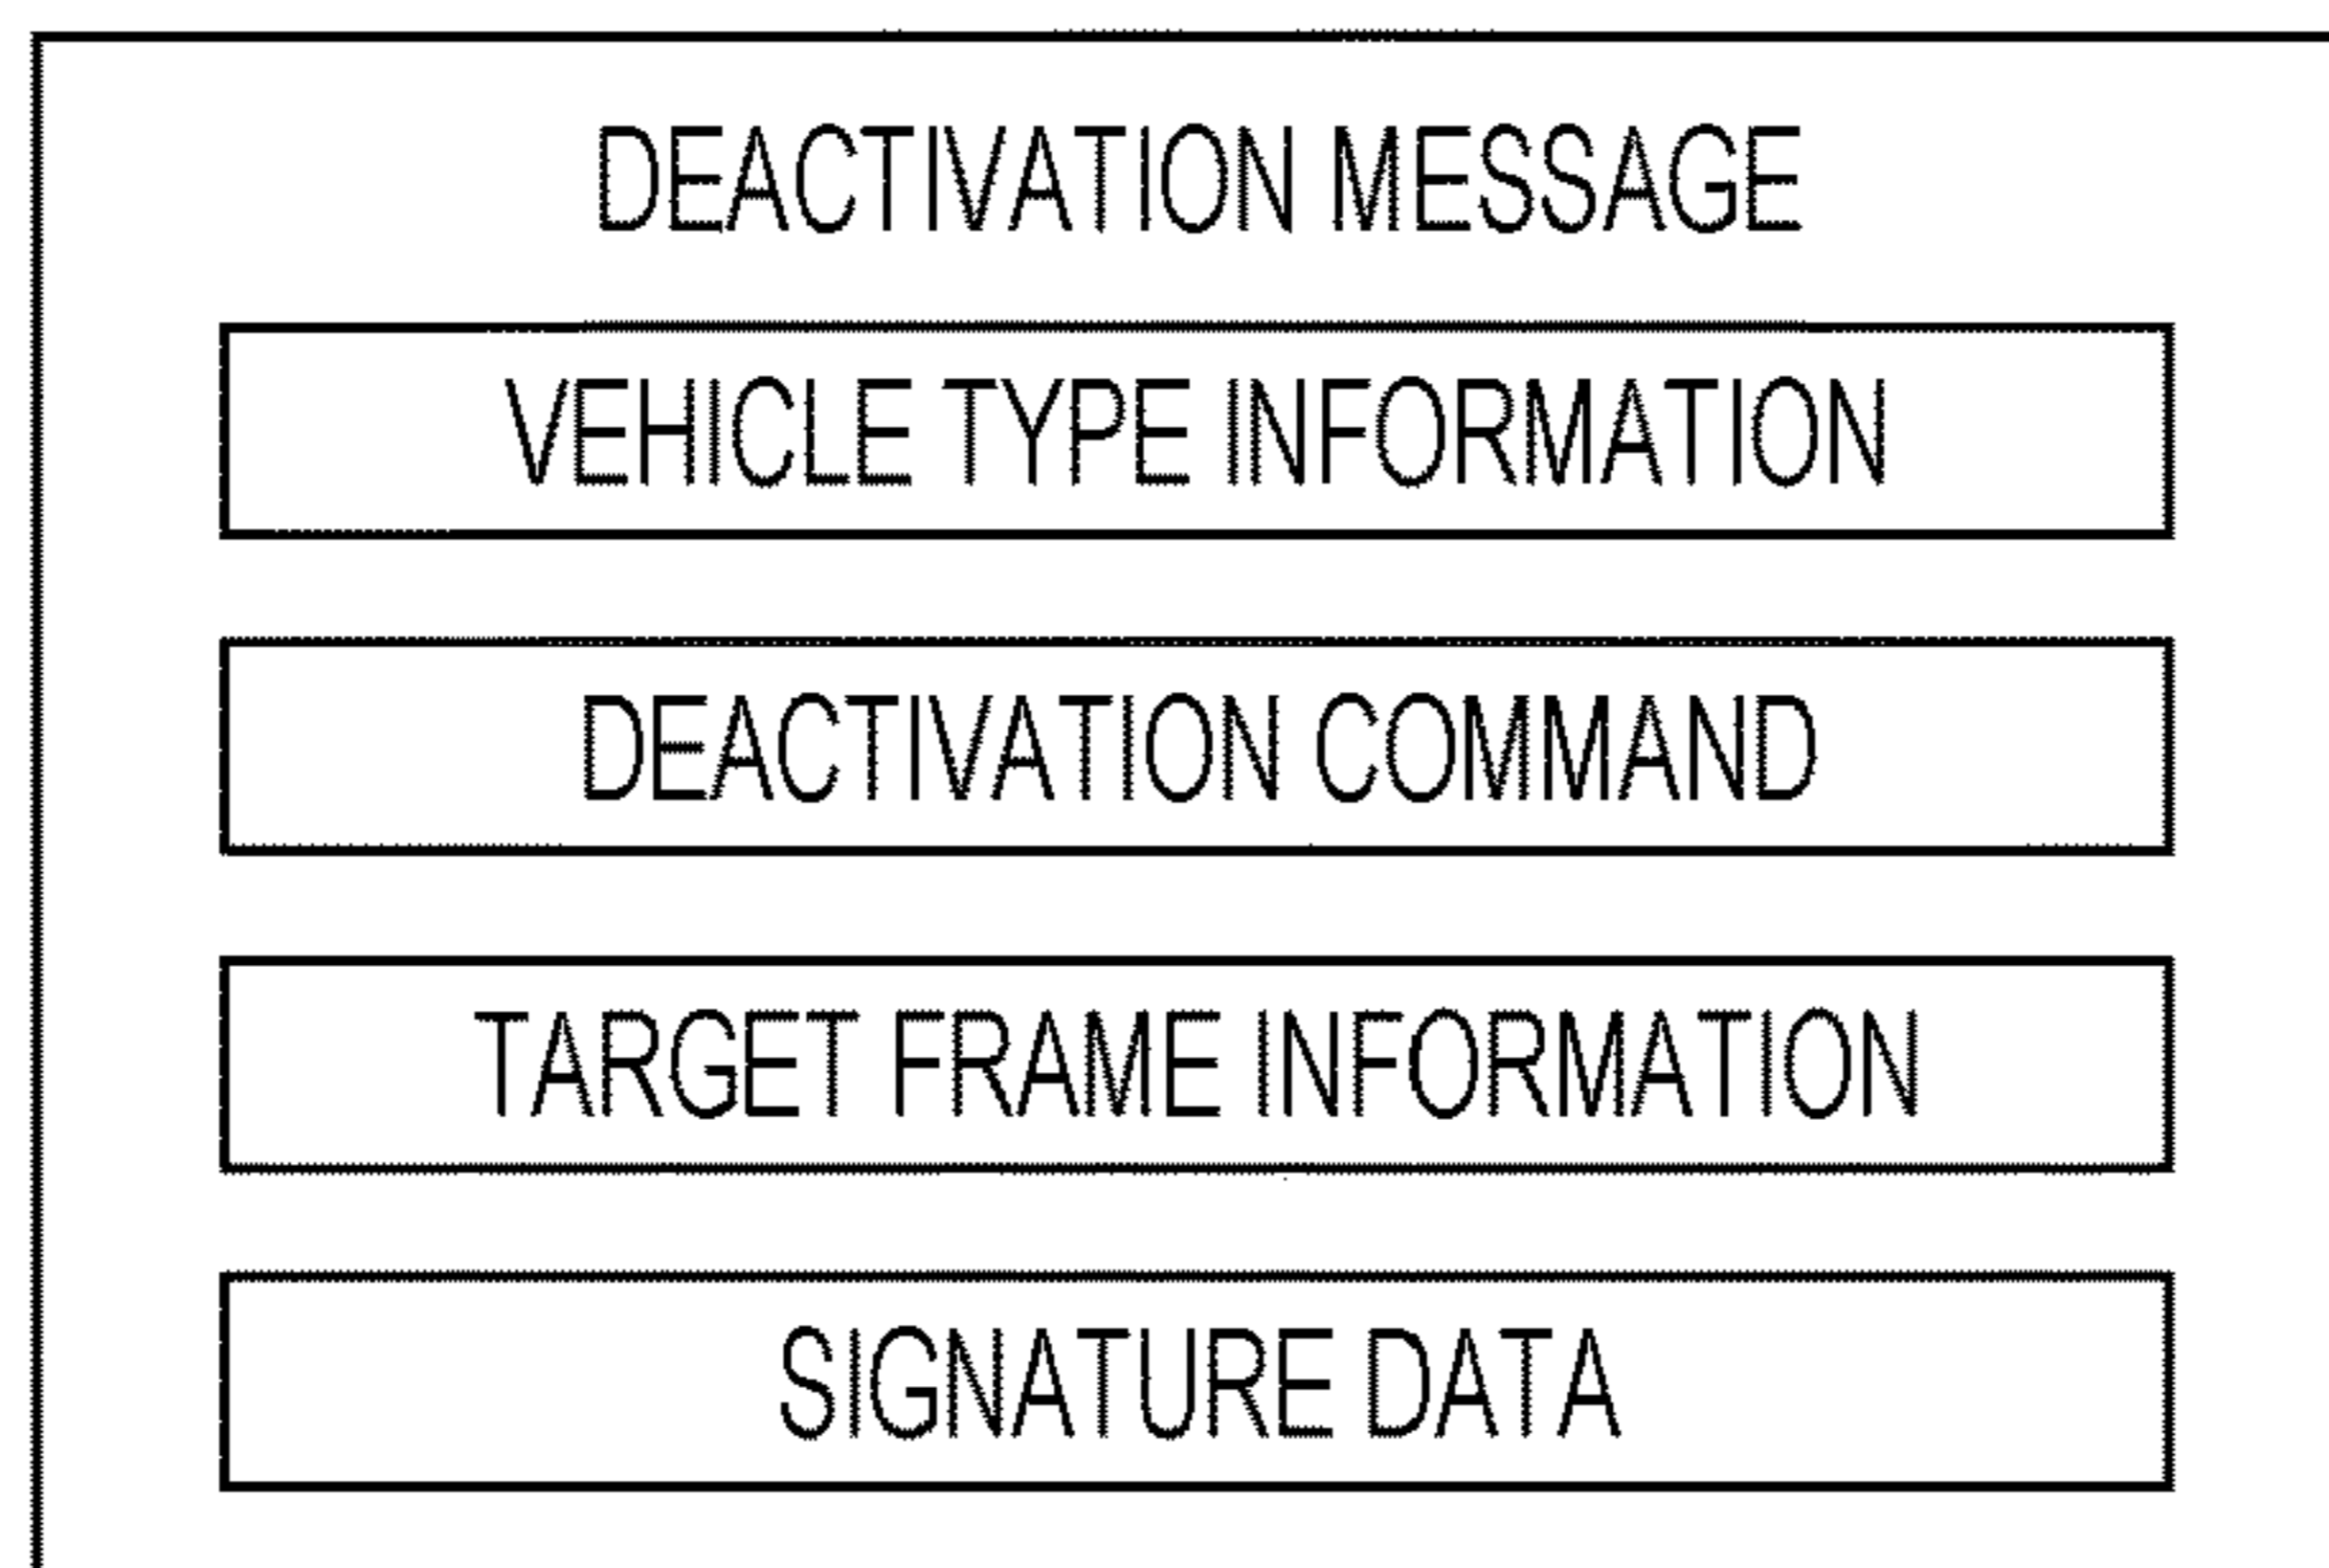 DEACTIVATION MESSAGE
VEHICLE TYPE INFORMATION
DEACTIVATION COMMAND
TARGET FRAME INFORMATION
SIGNATURE DATA